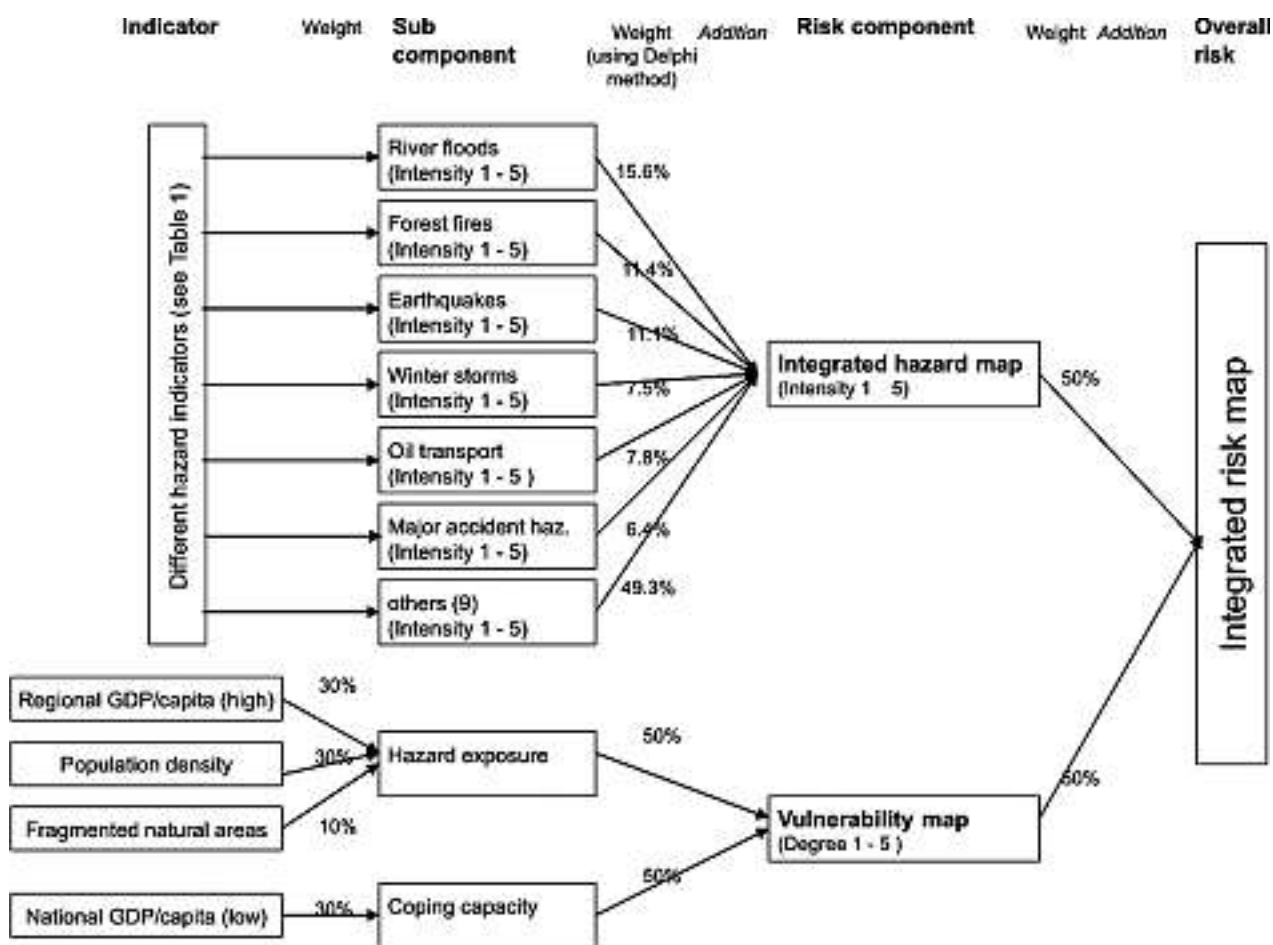 Indicator
Weight
Sub
component
Weight
(using Delphi
method)
Addition
Risk component
Weight
Addition
Overall
risk
Different hazard indicators (see Table 1)
River floods
(Intensity 1 - 5)
15.6%
Forest fires
(Intensity 1 - 5)
11.4%
Earthquakes
(Intensity 1 - 5)
11.1%
Winter storms
(Intensity 1 - 5)
7.5%
Oil transport
(Intensity 1 - 5 )
7.8%
Major accident haz.
(Intensity 1 - 5)
6.4%
others (9)
(Intensity 1 - 5)
49.3%
Integrated hazard map
(Intensity 1 5)
50%
Integrated risk map
Regional GDP/capita (high)
30%
Population density
30%
Fragmented natural areas
10%
Hazard exposure
50%
National GDP/capita (low)
30%
Coping capacity
50%
Vulnerability map
(Degree 1 - 5 )
50%